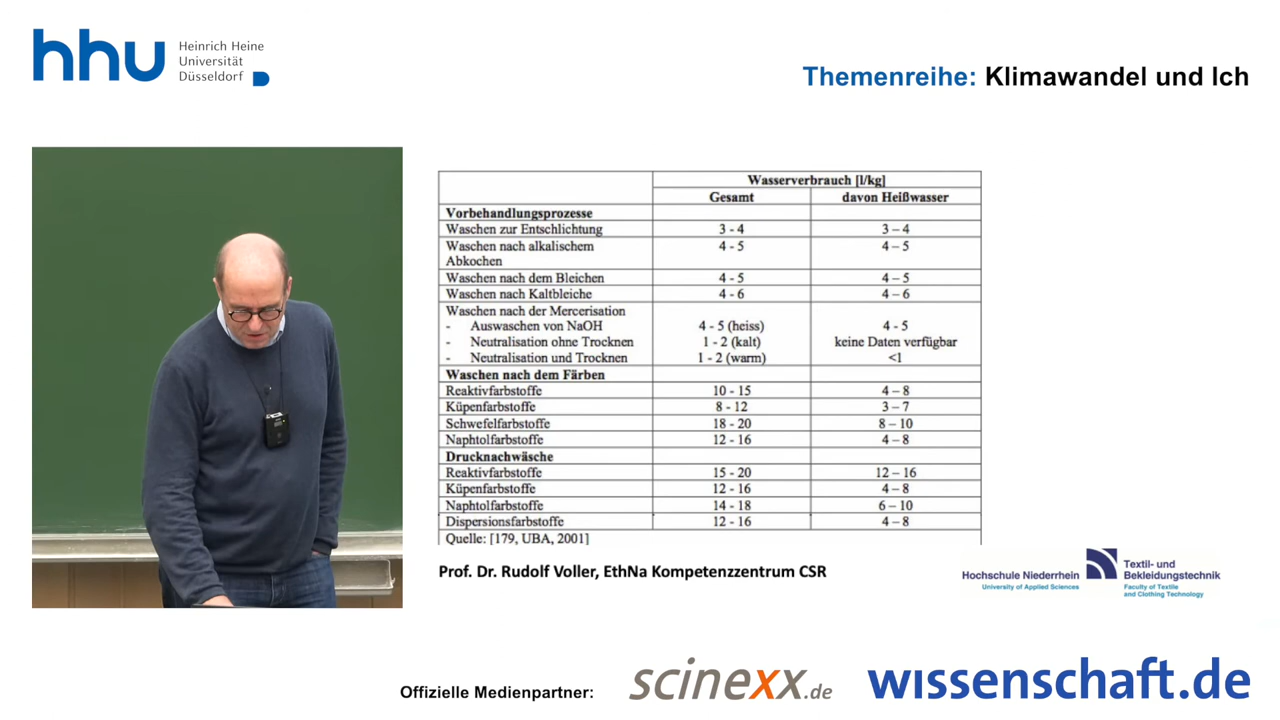 hhu Heinrich Heine
Universität
Düsseldorf
Themenreihe: Klimawandel und Ich
Wasserverbrauch [l/kg]
Gesamt davon Heißwasser
Vorbehandlungsprozesse
Waschen zur Entschlichtung 3 - 4 3 – 4
Waschen nach alkalischem 4 - 5 4 – 5
Abkochen
Waschen nach dem Bleichen 4 - 5 4 – 5
Waschen nach Kaltbleiche 4 - 6 4 – 6
Waschen nach der Mercerisation
- Auswaschen von NaOH 4 - 5 (heiss) 4 - 5
- Neutralisation ohne Trocknen 1 - 2 (kalt) keine Daten verfügbar
- Neutralisation und Trocknen 1 - 2 (warm) <1
Waschen nach dem Färben
Reaktivfarbstoffe 10 - 15 4 – 8
Küpenfarbstoffe 8 - 12 3 – 7
Schwefelfarbstoffe 18 - 20 8 – 10
Naphtolfarbstoffe 12 - 16 4 – 8
Drucknachwäsche
Reaktivfarbstoffe 15 - 20 12 – 16
Küpenfarbstoffe 12 - 16 4 – 8
Naphtolfarbstoffe 14 - 18 6 – 10
Dispersionsfarbstoffe 12 - 16 4 – 8
Quelle: [179, UBA, 2001]
Prof. Dr. Rudolf Voller, EthNa Kompetenzzentrum CSR
Hochschule Niederrhein
University of Applied Sciences
Textil- und
Bekleidungstechnik
Faculty of Textile
and Clothing Technology
Offizielle Medienpartner: scinexx.de wissenschaft.de